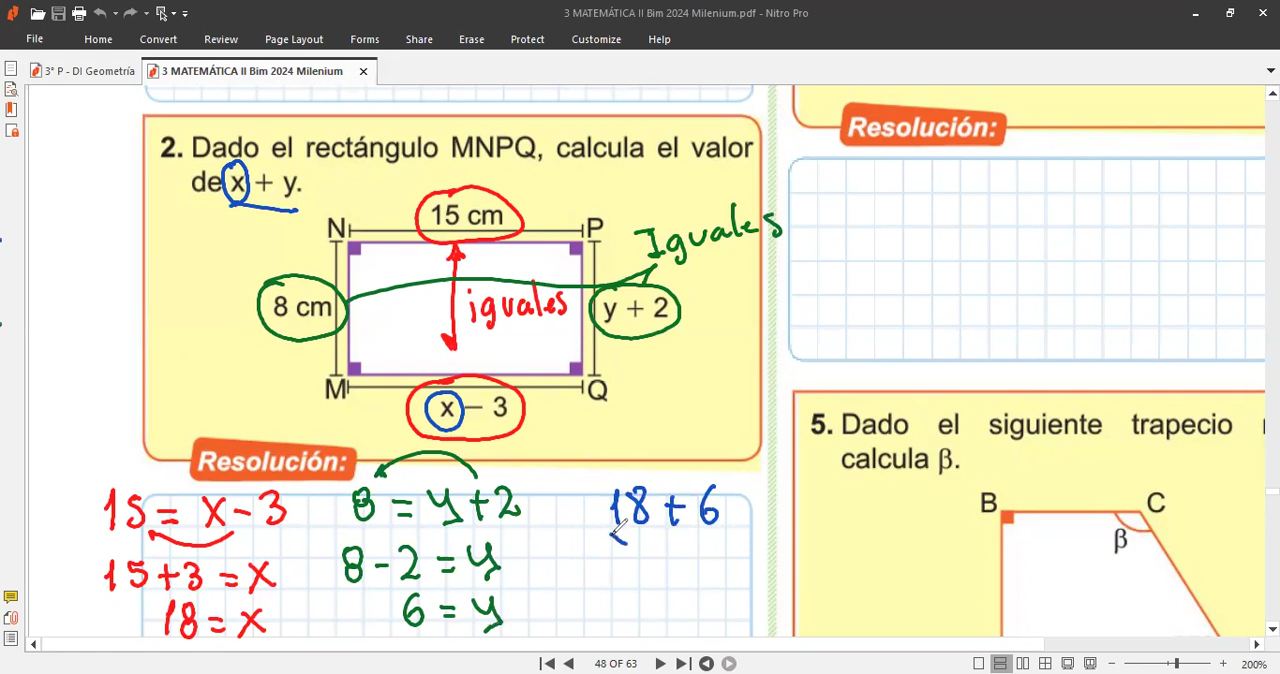 3 MATEMÁTICA II Bim 2024 Milenium.pdf - Nitro Pro
File Home Convert Review Page Layout Forms Share Erase Protect Customize Help
3° P - DI Geometría
3 MATEMÁTICA II Bim 2024 Milenium
2. Dado el rectángulo MNPQ, calcula el valor
de x + y.
15 cm
N
P
Iguales
8 cm
iguales
y + 2
M
Q
x - 3
Resolución:
15 = x - 3
15 + 3 = x
18 = x
8 = y + 2
8 - 2 = y
6 = y
18 + 6
Resolución:
5. Dado el siguiente trapecio
calcula β.
B
C
β
48 OF 63
200%